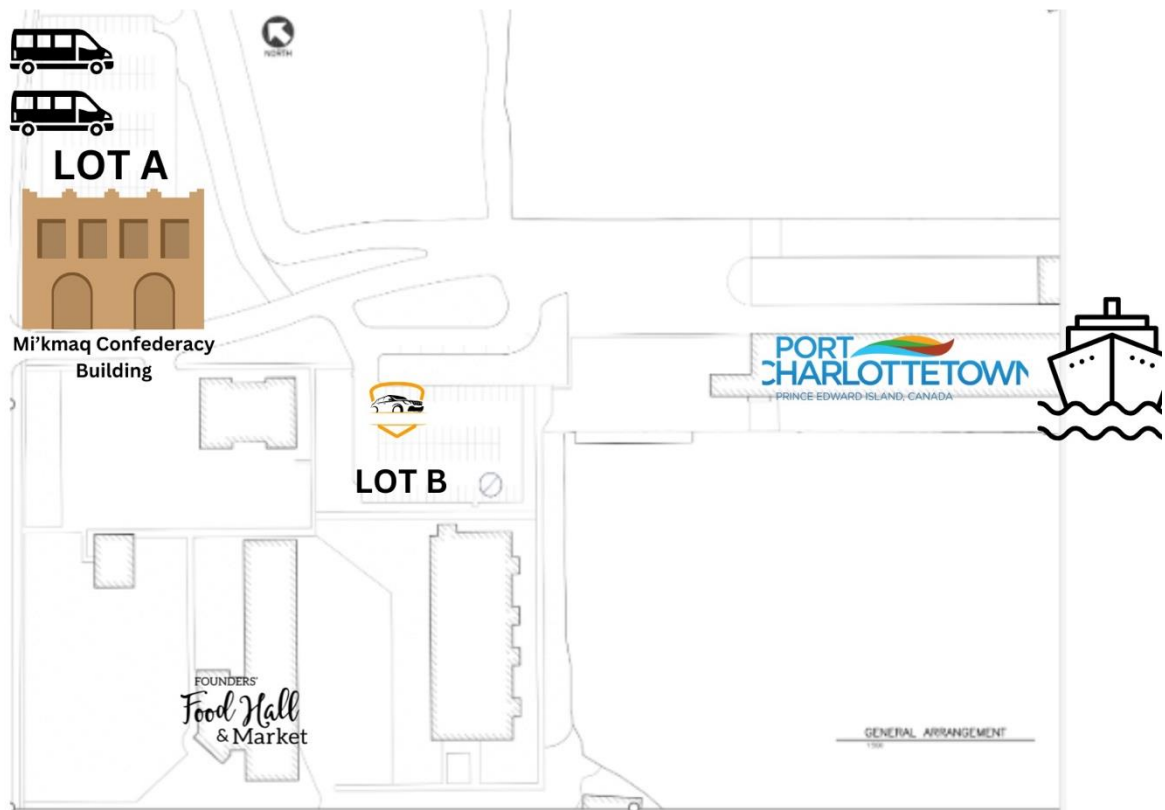 NORTH
LOT A
Mi’kmaq Confederacy
Building
PORT
CHARLOTTETOWN
PRINCE EDWARD ISLAND, CANADA
LOT B
FOUNDERS’
Food Hall
& Market
GENERAL ARRANGEMENT